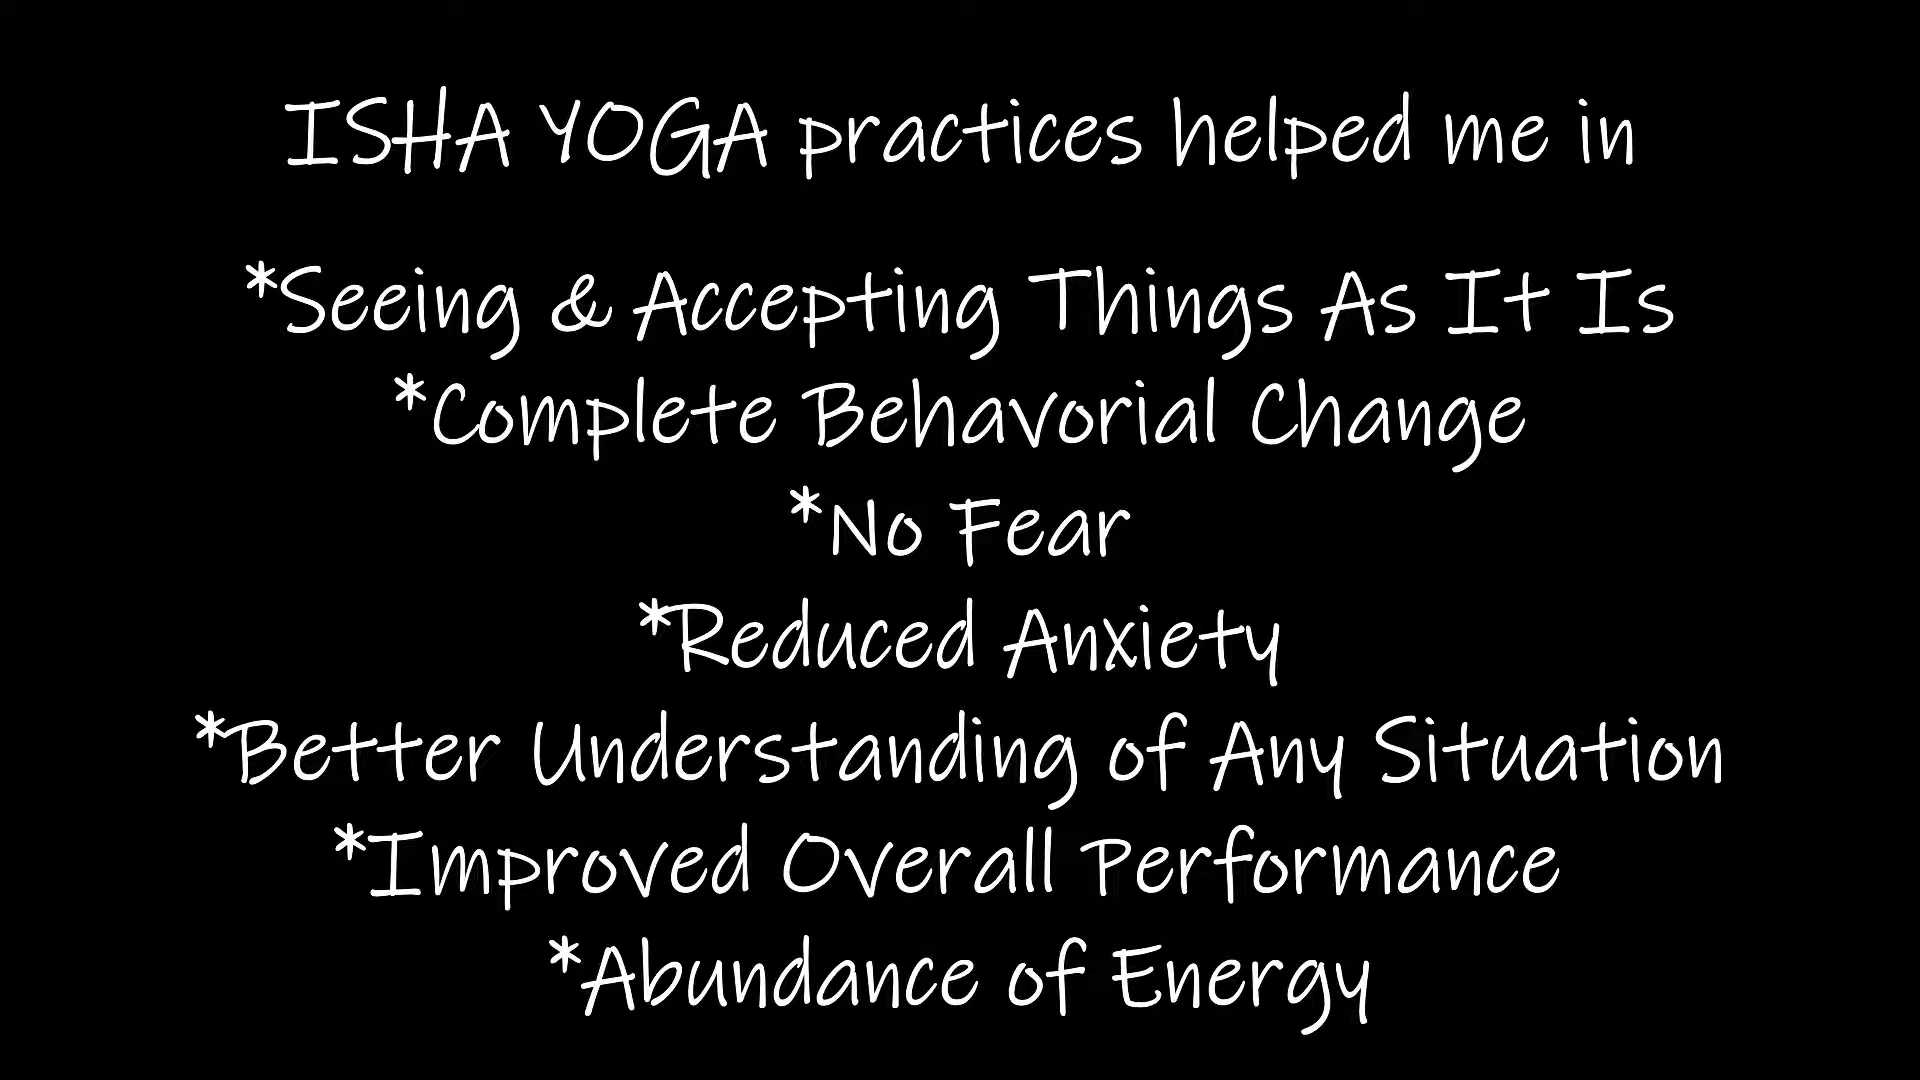 ISHA YOGA practices helped me in
*Seeing & Accepting Things As It Is
*Complete Behavorial Change
*No Fear
*Reduced Anxiety
*Better Understanding of Any Situation
*Improved Overall Performance
*Abundance of Energy